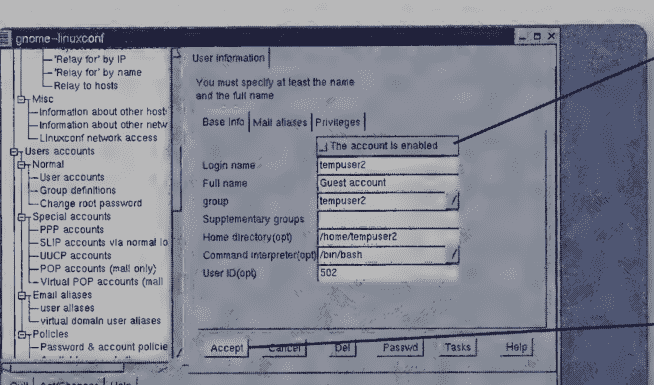 gnome-linuxconf
'Relay for' by IP
'Relay for' by name
Relay to hosts
Misc
Information about other host
Information about other netw
Linuxconf network access
Users accounts
Normal
User accounts
Group definitions
Change root password
Special accounts
PPP accounts
SLIP accounts via normal lo
UUCP accounts
POP accounts (mail only)
Virtual POP accounts (mail
Email aliases
user aliases
virtual domain user aliases
Policies
Password & account policie
User information
You must specify at least the name
and the full name
Base info Mail aliases Privileges
The account is enabled
Login name tempuser2
Full name Guest account
group tempuser2
Supplementary groups
Home directory(opt) /home/tempuser2
Command interpreter(opt) /bin/bash
User ID(opt) 502
Accept Cancel Del Passwd Tasks Help